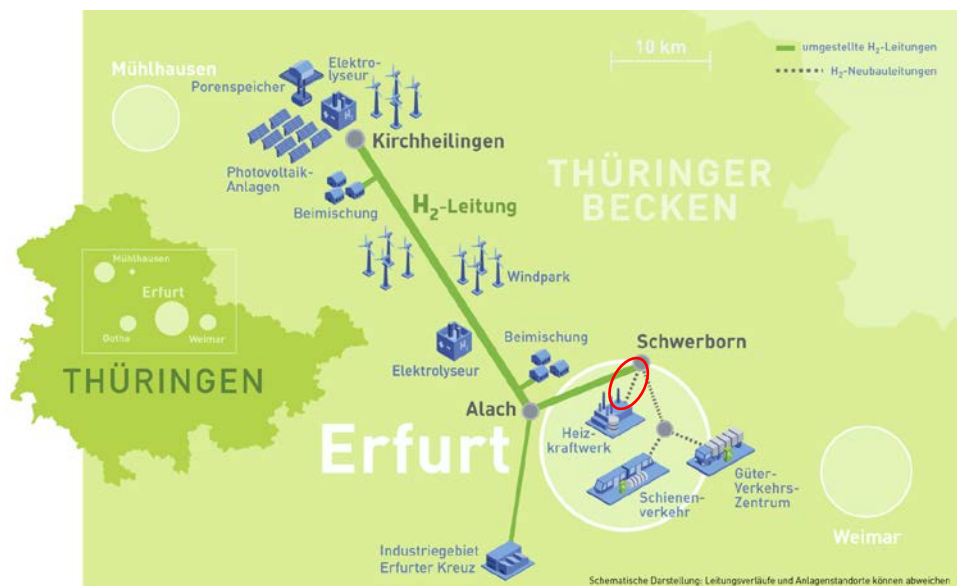 10 km
umgestellte H₂-Leitungen
H₂-Neubauleitungen
Mühlhausen
Porenspeicher
Elektro-
lyseur
H₂
Kirchheilingen
Photovoltaik-
Anlagen
Beimischung
H₂-Leitung
THÜRINGER
BECKEN
Windpark
Mühlhausen
Erfurt
Gotha
Weimar
THÜRINGEN
Elektrolyseur
Beimischung
Schwerborn
Alach
Erfurt
Heiz-
kraftwerk
Schienen-
verkehr
Güter-
Verkehrs-
Zentrum
Weimar
Industriegebiet
Erfurter Kreuz
Schematische Darstellung: Leitungsverläufe und Anlagenstandorte können abweichen